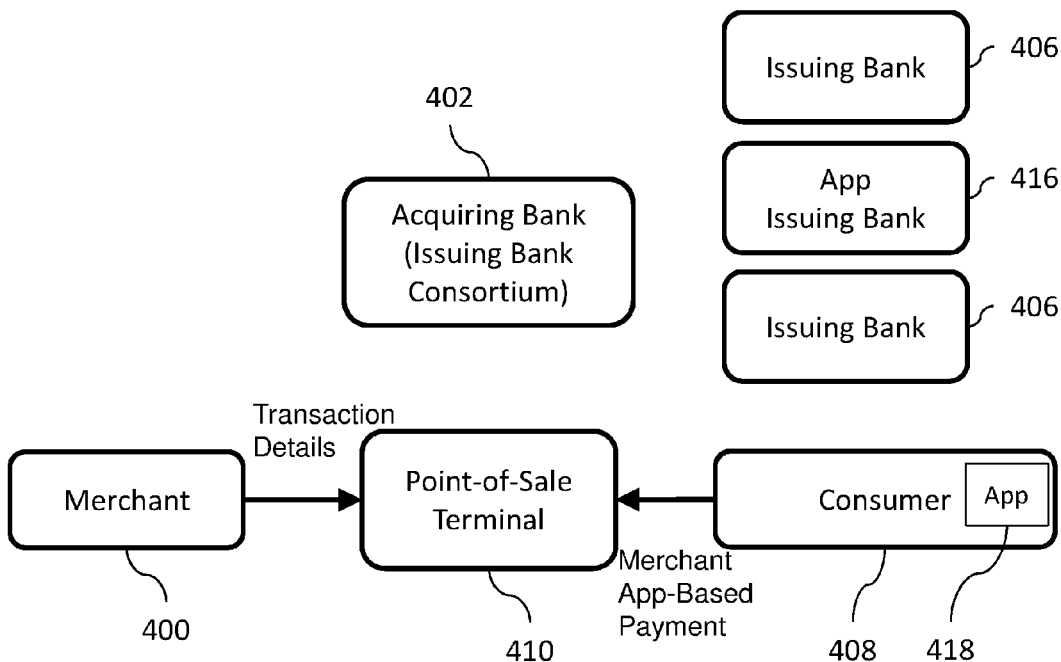 Issuing Bank
406
402
App
Issuing Bank
416
Acquiring Bank
(Issuing Bank
Consortium)
Issuing Bank
406
Transaction
Details
Merchant
Point-of-Sale
Terminal
Consumer
App
Merchant
App-Based
Payment
400
410
408
418